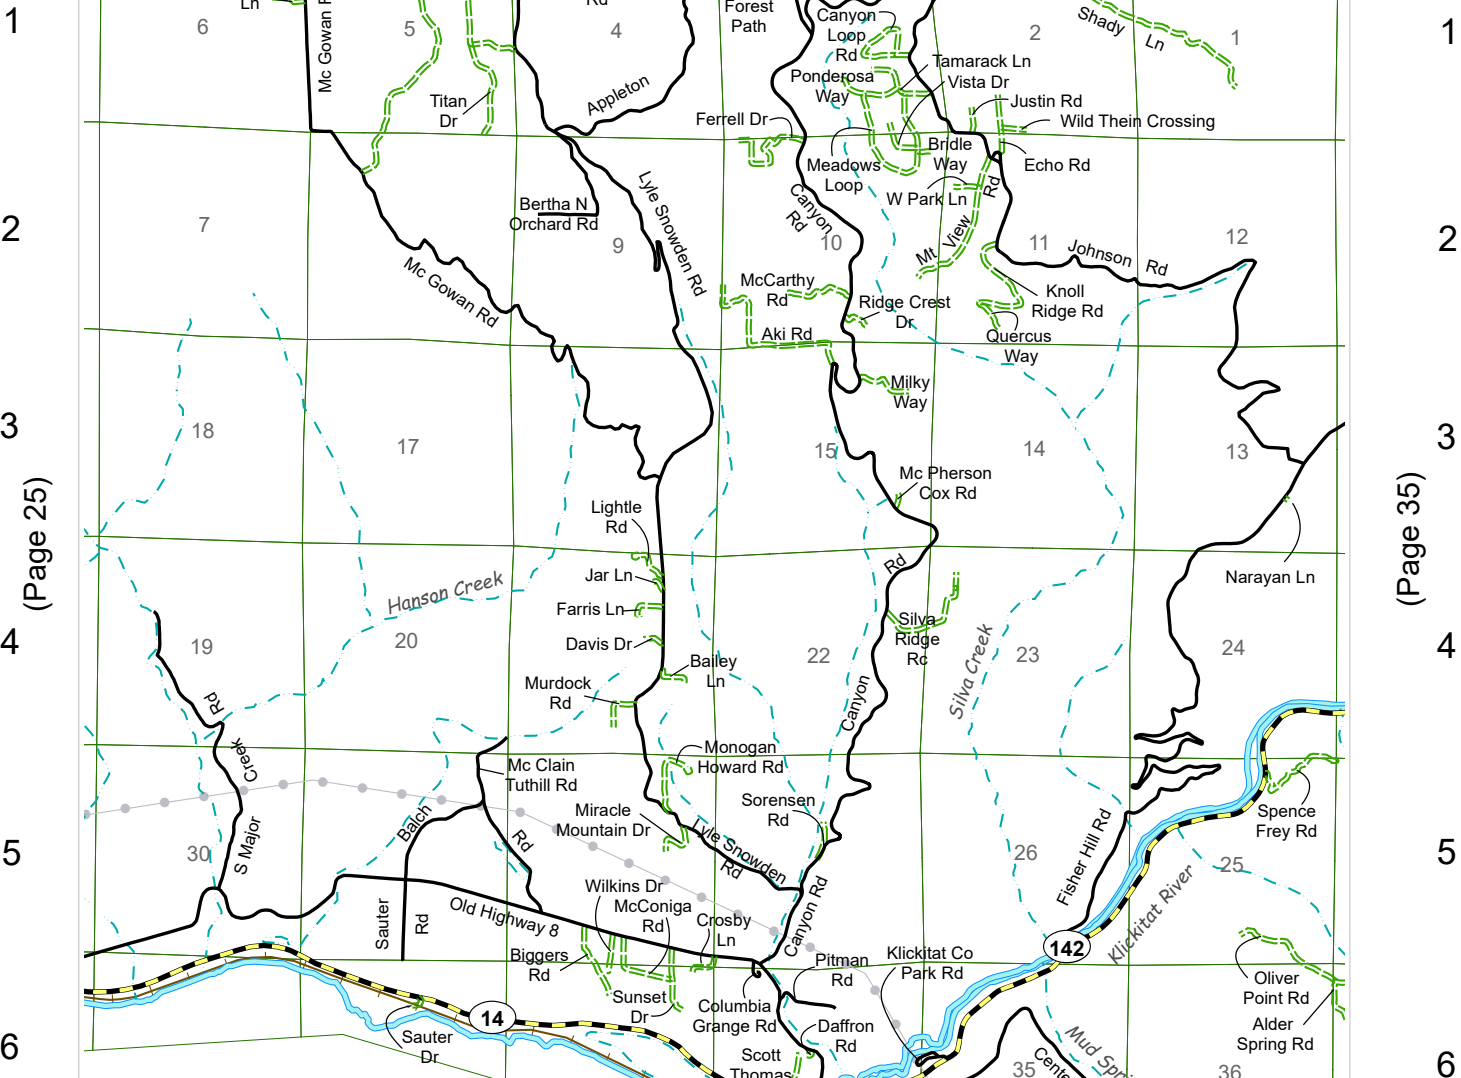 1
Ln
6
Mc Gowan R
5
Rd
4
Forest
Path
Canyon
Loop
Rd
2
Shady Ln
1
1
Titan
Dr
Appleton
Ponderosa
Way
Tamarack Ln
Vista Dr
Justin Rd
Wild Thein Crossing
Ferrell Dr
Meadows
Loop
Bridle
Way
Echo Rd
W Park Ln
2
7
Bertha N
Orchard Rd
9
Lyle Snowden Rd
Canyon
Rd
10
Mt View Rd
11
Johnson Rd
12
2
Mc Gowan Rd
McCarthy
Rd
Ridge Crest
Dr
Knoll
Ridge Rd
Aki Rd
Quercus
Way
Milky
Way
3
18
17
15
14
13
3
Mc Pherson
Cox Rd
(Page 25)
(Page 35)
Lightle
Rd
Rd
Narayan Ln
Jar Ln
Hanson Creek
Farris Ln
Silva
Ridge
Rc
4
19
20
Davis Dr
22
Silva Creek
23
24
4
Bailey
Ln
Murdock
Rd
Rd
Canyon
Creek
Mc Clain
Tuthill Rd
Monogan
Howard Rd
Miracle
Mountain Dr
Sorensen
Rd
Spence
Frey Rd
Balch
Rd
5
30
S Major
Lyle Snowden
Rd
26
Fisher Hill Rd
25
5
Sauter
Rd
Old Highway 8
Wilkins Dr
McConiga
Rd
Crosby
Ln
Canyon Rd
Klickitat River
142
Biggers
Rd
Klickitat Co
Park Rd
Pitman
Rd
Oliver
Point Rd
Sunset
Dr
Columbia
Grange Rd
14
Alder
Spring Rd
Sauter
Dr
Daffron
Rd
6
Scott
Thomas
35
Cente
Mud Spri
36
6